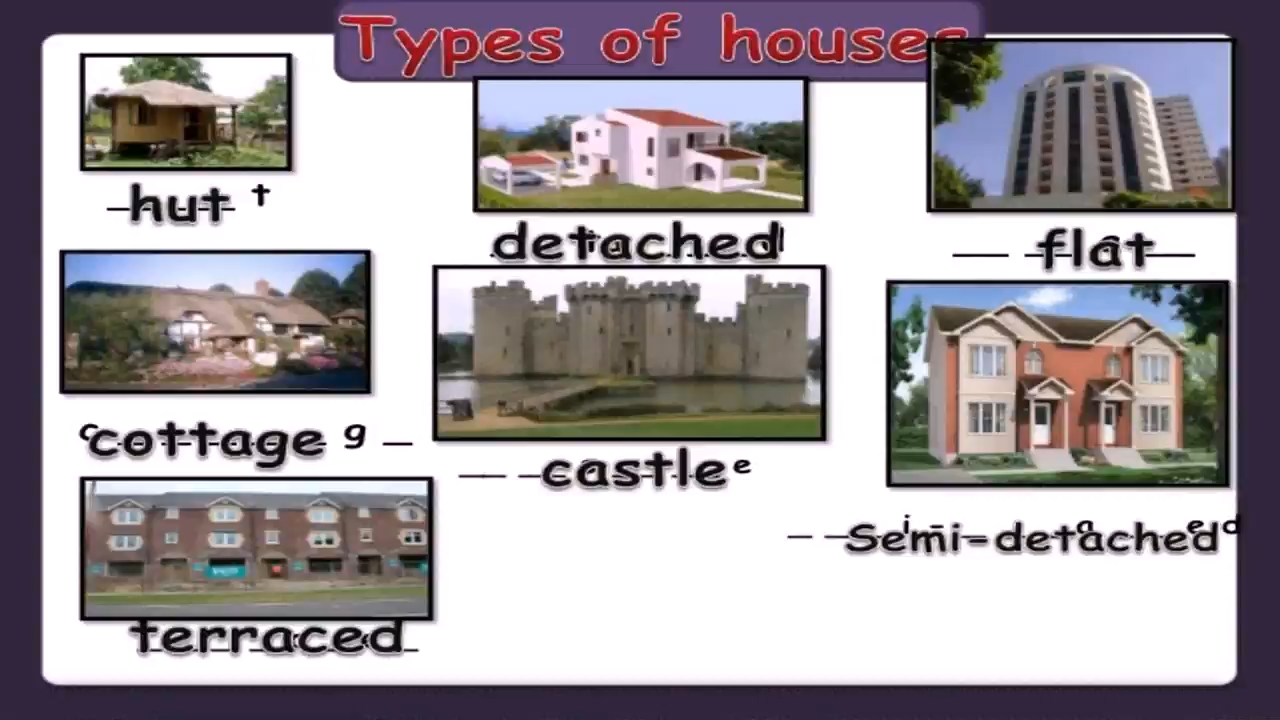 Types of houses
hut t
detached d
flat
cottage g
castle e
Semi-detached
terraced